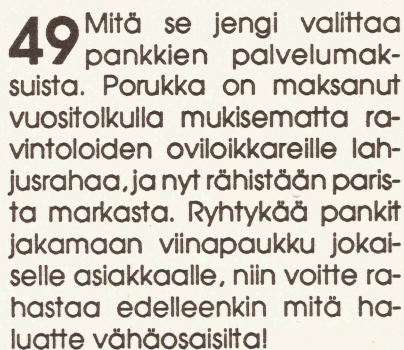 49 Mitä se jengi valittaa
pankkien palvelumak-
suista. Porukka on maksanut
vuositolkulla mukisematta ra-
vintoloiden oviloikkareille lah-
jusrahaa, ja nyt rähistään paris-
ta markasta. Ryhtykää pankit
jakamaan viinapaukku jokai-
selle asiakkaalle, niin voitte ra-
hastaa edelleenkin mitä ha-
luatte vähäosaisilta!